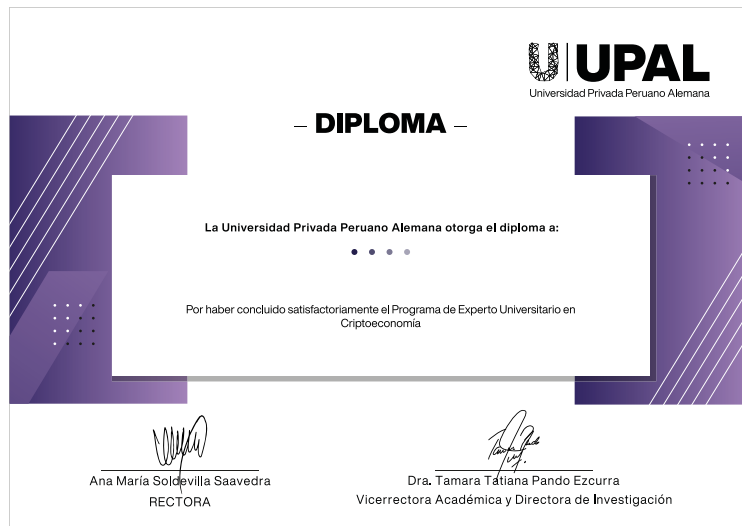 UPAL
Universidad Privada Peruano Alemana
– DIPLOMA –
La Universidad Privada Peruano Alemana otorga el diploma a:
Por haber concluido satisfactoriamente el Programa de Experto Universitario en
Criptoeconomía
Ana María Soldevilla Saavedra
RECTORA
Dra. Tamara Tatiana Pando Ezcurra
Vicerrectora Académica y Directora de Investigación